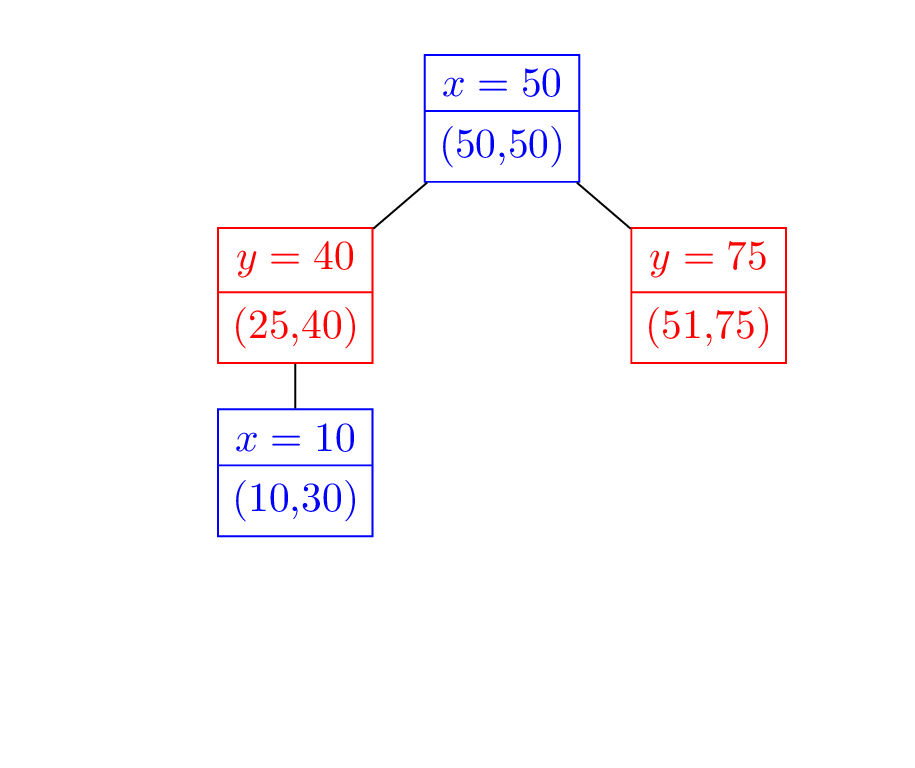 x = 50
(50,50)
y = 40
(25,40)
y = 75
(51,75)
x = 10
(10,30)